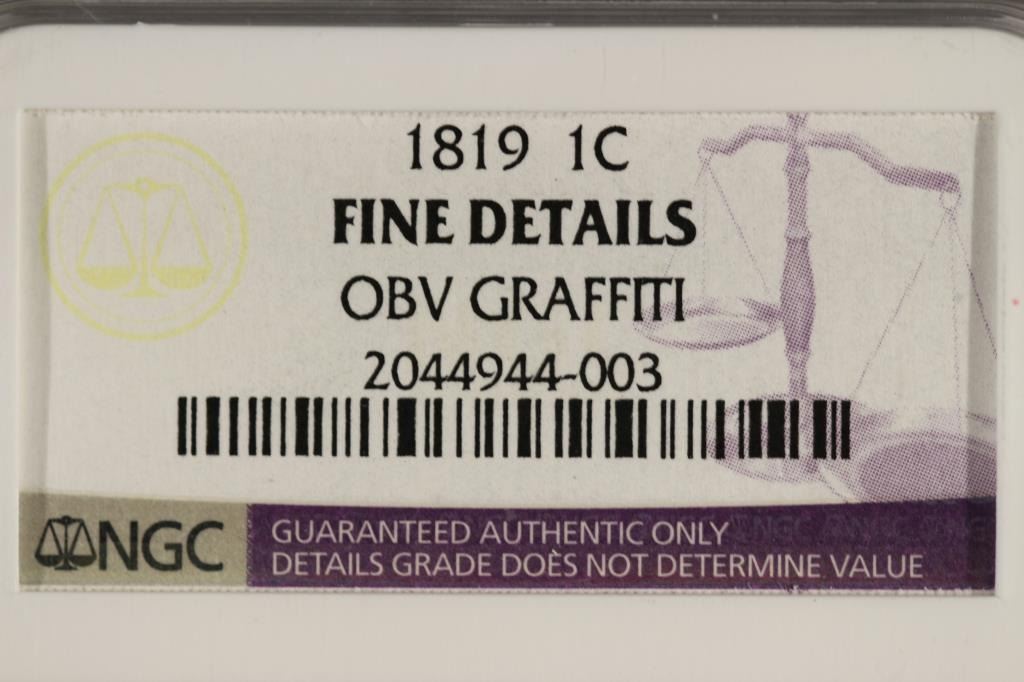 1819 1C
FINE DETAILS
OBV GRAFFITI
2044944-003
NGC
GUARANTEED AUTHENTIC ONLY
DETAILS GRADE DOES NOT DETERMINE VALUE